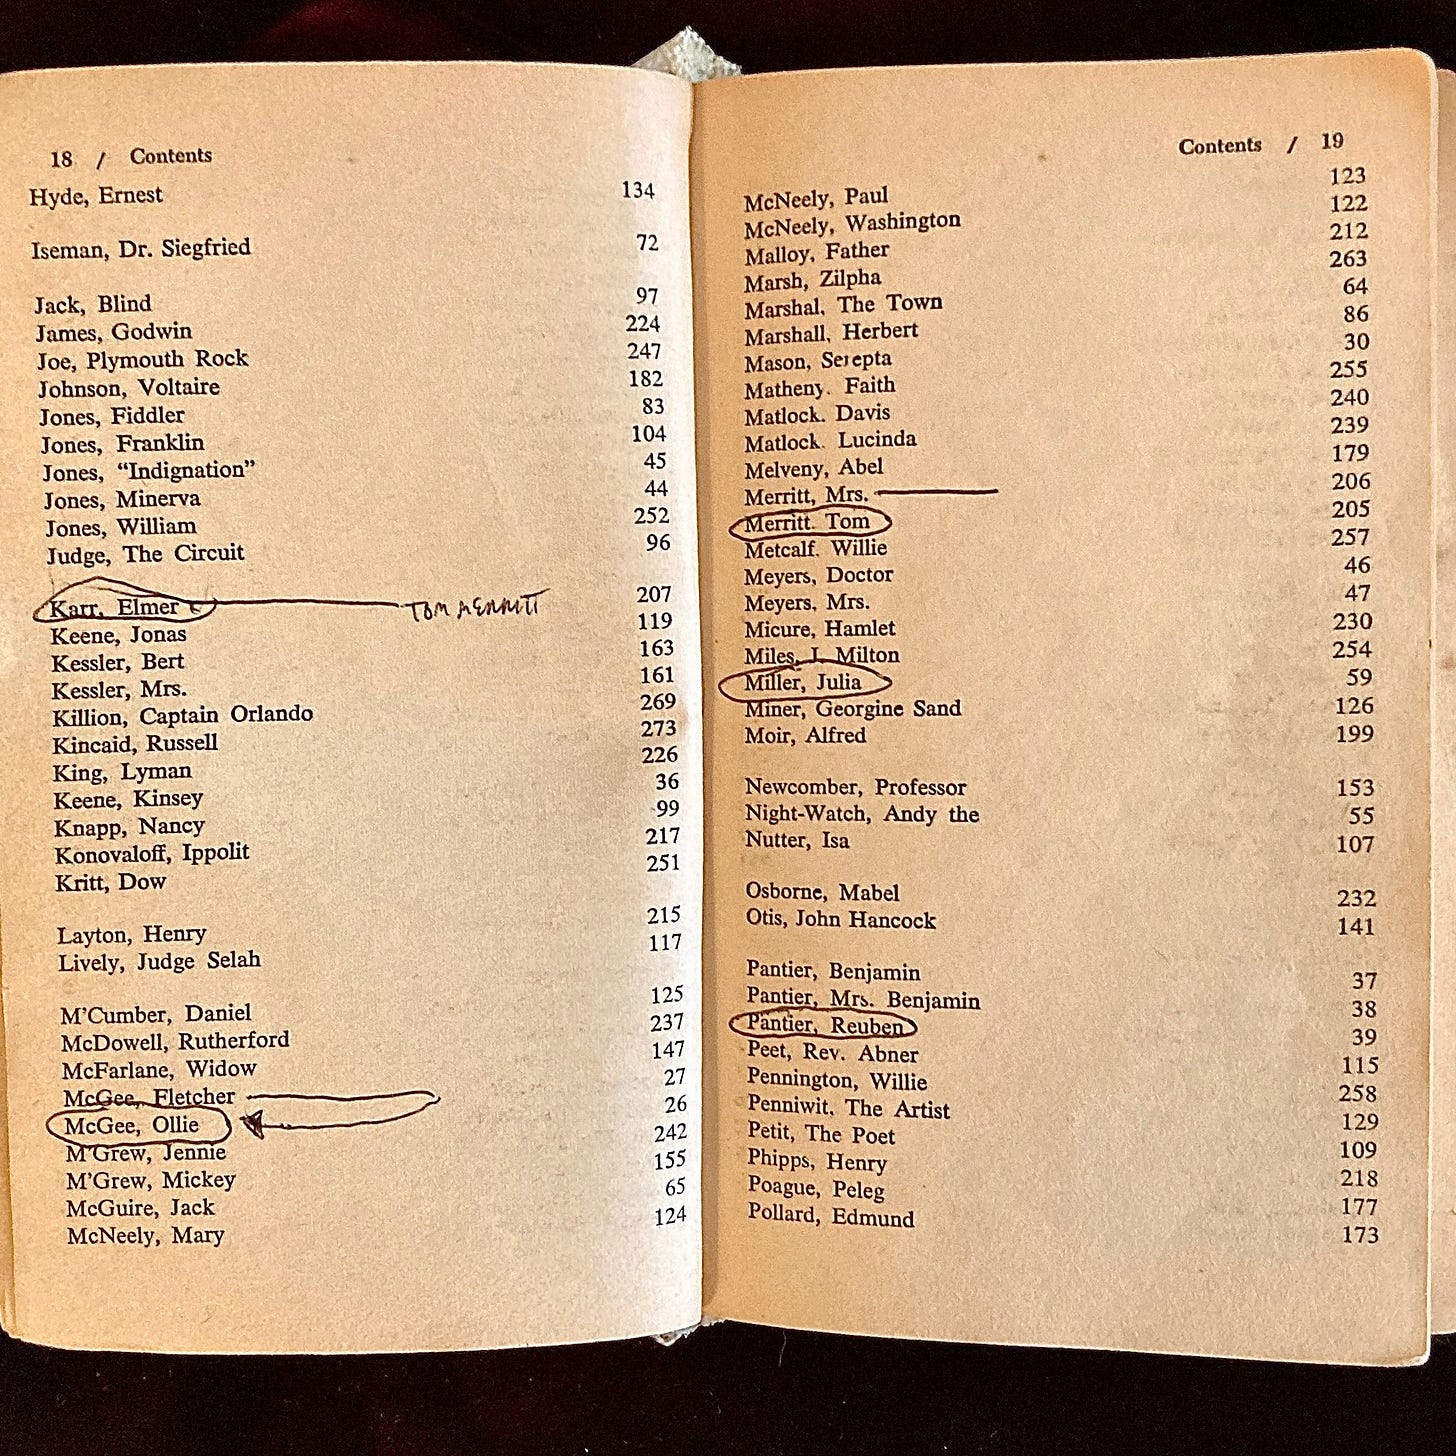 18 / Contents
Hyde, Ernest 134
Iseman, Dr. Siegfried 72
Jack, Blind 97
James, Godwin 224
Joe, Plymouth Rock 247
Johnson, Voltaire 182
Jones, Fiddler 83
Jones, Franklin 104
Jones, "Indignation" 45
Jones, Minerva 44
Jones, William 252
Judge, The Circuit 96
Karr, Elmer TOM MERRITT 207
Keene, Jonas 119
Kessler, Bert 163
Kessler, Mrs. 161
Killion, Captain Orlando 269
Kincaid, Russell 273
King, Lyman 226
Keene, Kinsey 36
Knapp, Nancy 99
Konovaloff, Ippolit 217
Kritt, Dow 251
Layton, Henry 215
Lively, Judge Selah 117
M'Cumber, Daniel 125
McDowell, Rutherford 237
McFarlane, Widow 147
McGee, Fletcher 27
McGee, Ollie 26
M'Grew, Jennie 242
M'Grew, Mickey 155
McGuire, Jack 65
McNeely, Mary 124
Contents / 19
McNeely, Paul 123
McNeely, Washington 122
Malloy, Father 212
Marsh, Zilpha 263
Marshal, The Town 64
Marshall, Herbert 86
Mason, Serepta 30
Matheny. Faith 255
Matlock. Davis 240
Matlock. Lucinda 239
Melveny, Abel 179
Merritt, Mrs. 206
Merritt. Tom 205
Metcalf. Willie 257
Meyers, Doctor 46
Meyers, Mrs. 47
Micure, Hamlet 230
Miles, J. Milton 254
Miller, Julia 59
Miner, Georgine Sand 126
Moir, Alfred 199
Newcomber, Professor 153
Night-Watch, Andy the 55
Nutter, Isa 107
Osborne, Mabel 232
Otis, John Hancock 141
Pantier, Benjamin 37
Pantier, Mrs. Benjamin 38
Pantier, Reuben 39
Peet, Rev. Abner 115
Pennington, Willie 258
Penniwit, The Artist 129
Petit, The Poet 109
Phipps, Henry 218
Poague, Peleg 177
Pollard, Edmund 173